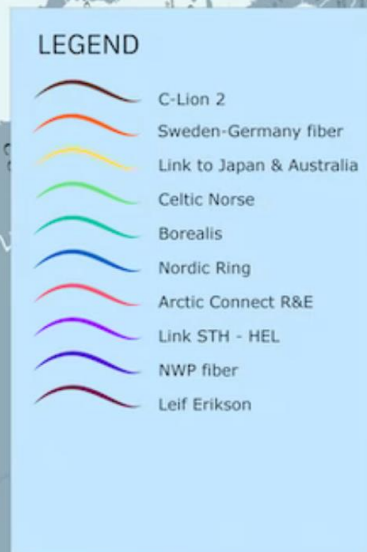 LEGEND
C-Lion 2
Sweden-Germany fiber
Link to Japan & Australia
Celtic Norse
Borealis
Nordic Ring
Arctic Connect R&E
Link STH - HEL
NWP fiber
Leif Erikson